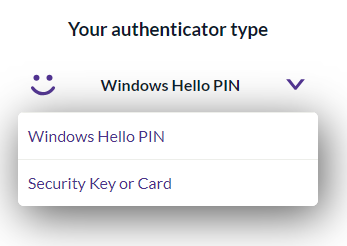 Your authenticator type
Windows Hello PIN
Windows Hello PIN
Security Key or Card